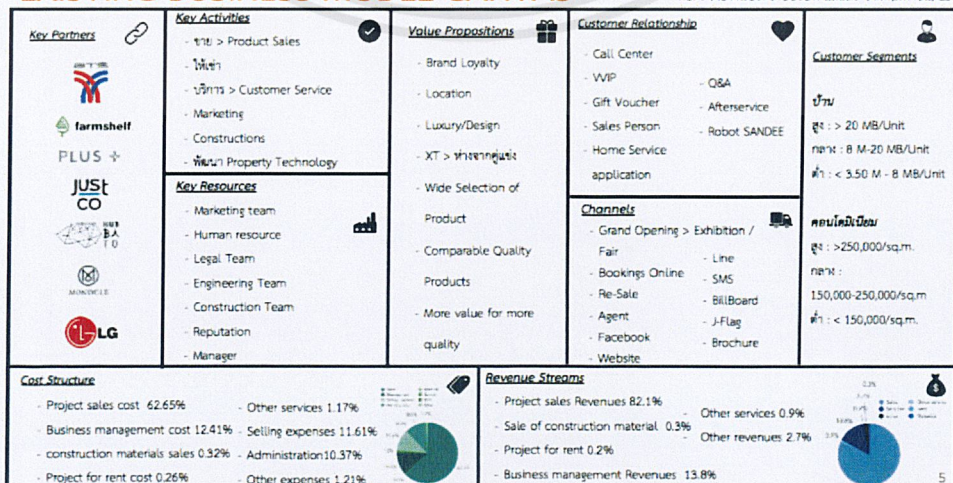 EXISTING BUSINESS MODEL CANVAS
Key Partners
farmshelf
PLUS +
JUSt
CO
HUB
BA
TO
MONOCLE
LG
Key Activities
- ขาย > Product Sales
- ให้เช่า
- บริการ > Customer Service
- Marketing
- Constructions
- พัฒนา Property Technology
Key Resources
- Marketing team
- Human resource
- Legal Team
- Engineering Team
- Construction Team
- Reputation
- Manager
Value Propositions
- Brand Loyalty
- Location
- Luxury/Design
- XT > ห่างจากคู่แข่ง
- Wide Selection of
Product
- Comparable Quality
Products
- More value for more
quality
Customer Relationship
- Call Center
- VVIP
- Gift Voucher
- Sales Person
- Home Service
application
- Q&A
- Afterservice
- Robot SANDEE
Channels
- Grand Opening > Exhibition /
Fair
- Bookings Online
- Re-Sale
- Agent
- Facebook
- Website
- Line
- SMS
- BillBoard
- J-Flag
- Brochure
Customer Segments
บ้าน
สูง : > 20 MB/Unit
กลาง : 8 M-20 MB/Unit
ต่ำ : < 3.50 M - 8 MB/Unit
คอนโดมิเนียม
สูง : >250,000/sq.m.
กลาง :
150,000-250,000/sq.m
ต่ำ : < 150,000/sq.m.
Cost Structure
- Project sales cost 62.65%
- Business management cost 12.41%
- construction materials sales 0.32%
- Project for rent cost 0.26%
- Other services 1.17%
- Selling expenses 11.61%
- Administration10.37%
- Other expenses 1.21%
Revenue Streams
- Project sales Revenues 82.1%
- Sale of construction material 0.3%
- Project for rent 0.2%
- Business management Revenues 13.8%
- Other services 0.9%
- Other revenues 2.7%
5